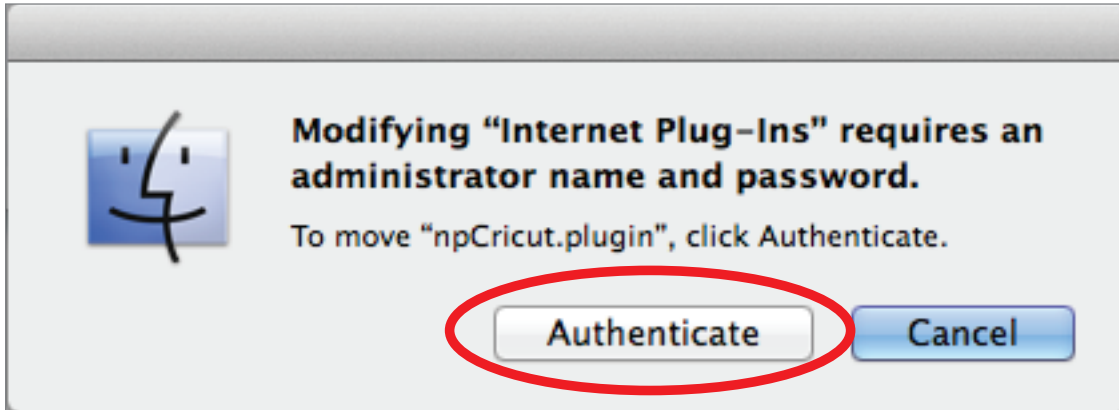 Modifying “Internet Plug-Ins” requires an
administrator name and password.
To move “npCricut.plugin”, click Authenticate.
Authenticate
Cancel